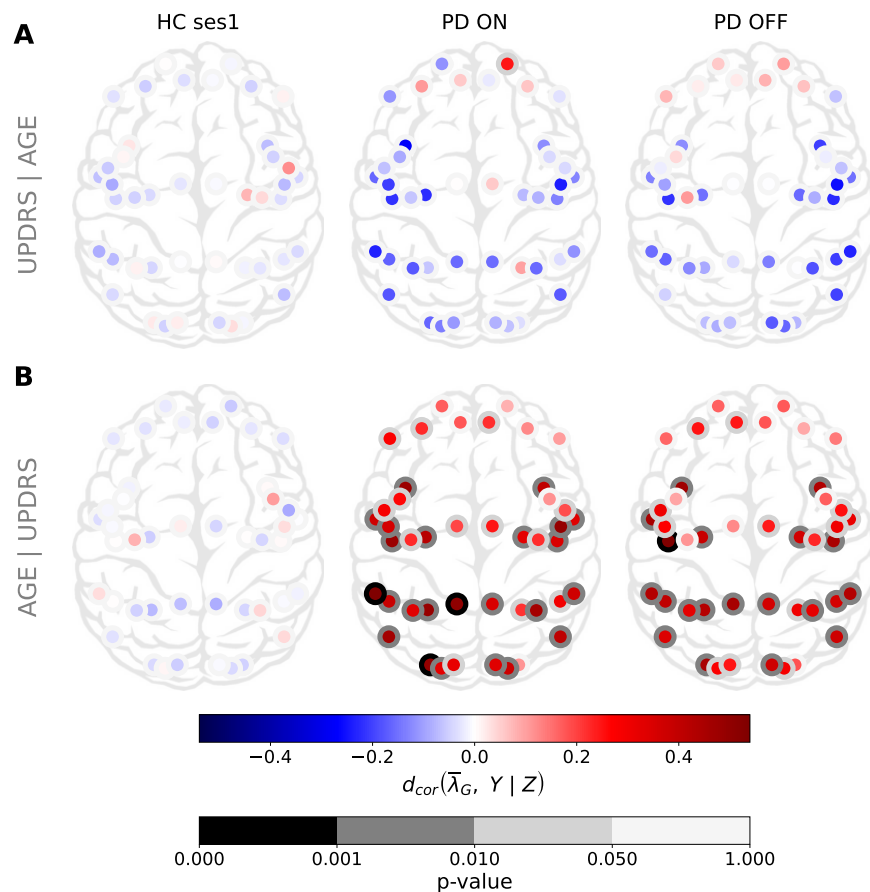 HC ses1 PD ON PD OFF
A
UPDRS | AGE
B
AGE | UPDRS
−0.4 −0.2 0.0 0.2 0.4
d_cor(λ̅_G, Y | Z)
0.000 0.001 0.010 0.050 1.000
p-value